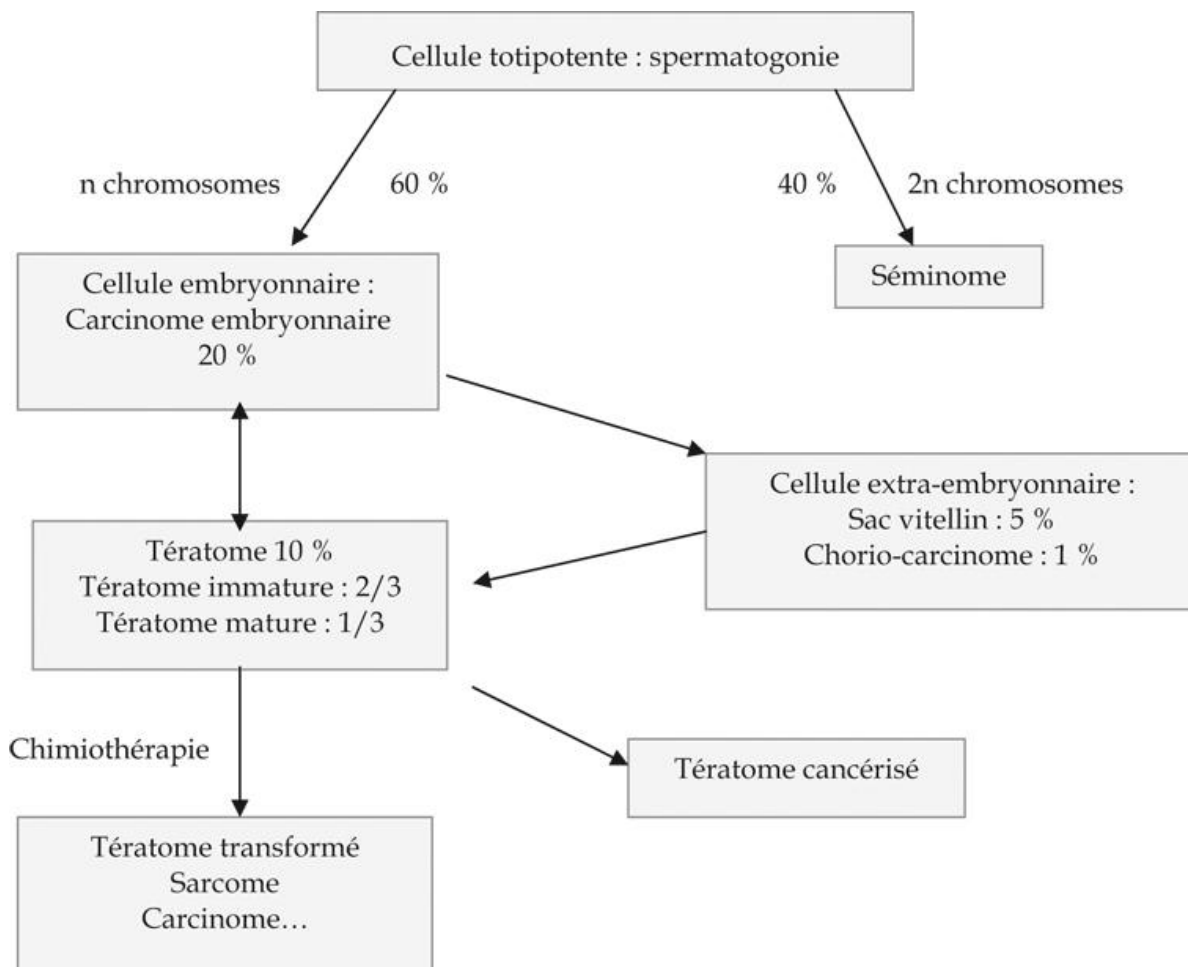 Cellule totipotente : spermatogonie
n chromosomes
60 %
40 %
2n chromosomes
Cellule embryonnaire :
Carcinome embryonnaire
20 %
Séminome
Cellule extra-embryonnaire :
Sac vitellin : 5 %
Chorio-carcinome : 1 %
Tératome 10 %
Tératome immature : 2/3
Tératome mature : 1/3
Chimiothérapie
Tératome cancérisé
Tératome transformé
Sarcome
Carcinome…